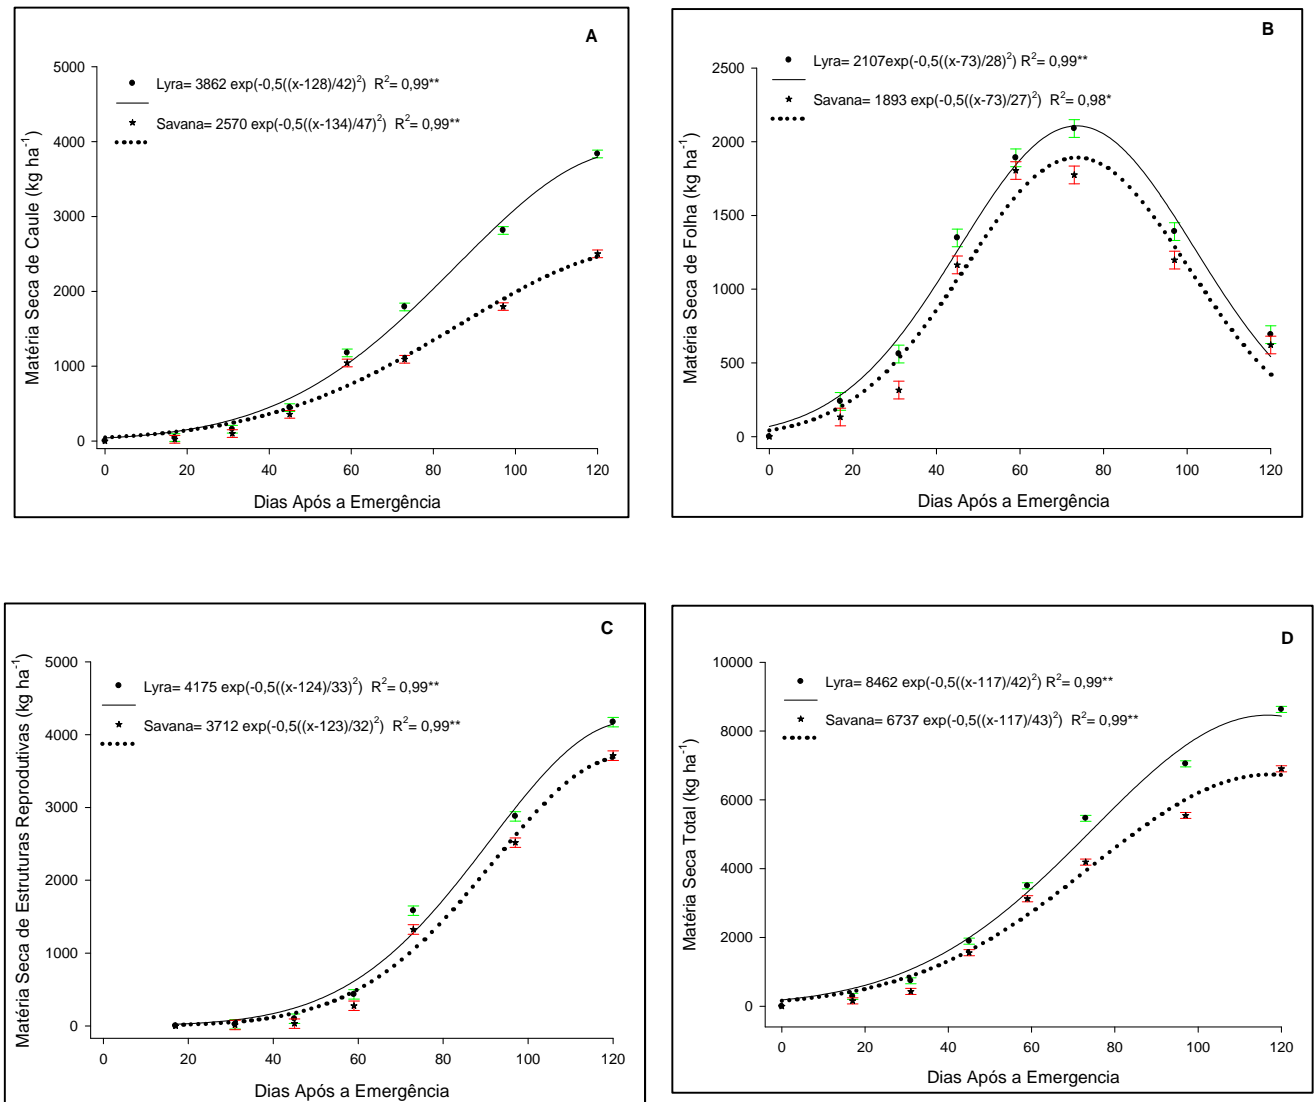 A
Matéria Seca de Caule (kg ha⁻¹)
5000
4000
3000
2000
1000
0
Lyra= 3862 exp(-0,5((x-128)/42)²) R²= 0,99**
Savana= 2570 exp(-0,5((x-134)/47)²) R²= 0,99**
0 20 40 60 80 100 120
Dias Após a Emergência
B
Matéria Seca de Folha (kg ha⁻¹)
2500
2000
1500
1000
500
0
Lyra= 2107exp(-0,5((x-73)/28)²) R²= 0,99**
Savana= 1893 exp(-0,5((x-73)/27)²) R²= 0,98*
0 20 40 60 80 100 120
Dias Após a Emergência
C
Matéria Seca de Estruturas Reprodutivas (kg ha⁻¹)
5000
4000
3000
2000
1000
0
Lyra= 4175 exp(-0,5((x-124)/33)²) R²= 0,99**
Savana= 3712 exp(-0,5((x-123)/32)²) R²= 0,99**
0 20 40 60 80 100 120
Dias Após a Emergência
D
Matéria Seca Total (kg ha⁻¹)
10000
8000
6000
4000
2000
0
Lyra= 8462 exp(-0,5((x-117)/42)²) R²= 0,99**
Savana= 6737 exp(-0,5((x-117)/43)²) R²= 0,99**
0 20 40 60 80 100 120
Dias Após a Emergencia